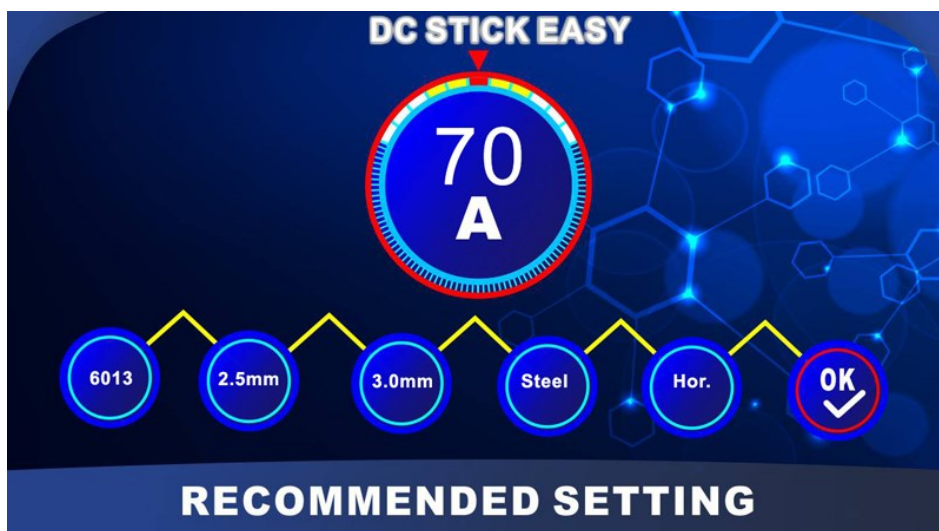 DC STICK EASY
70
A
6013
2.5mm
3.0mm
Steel
Hor.
OK
RECOMMENDED SETTING